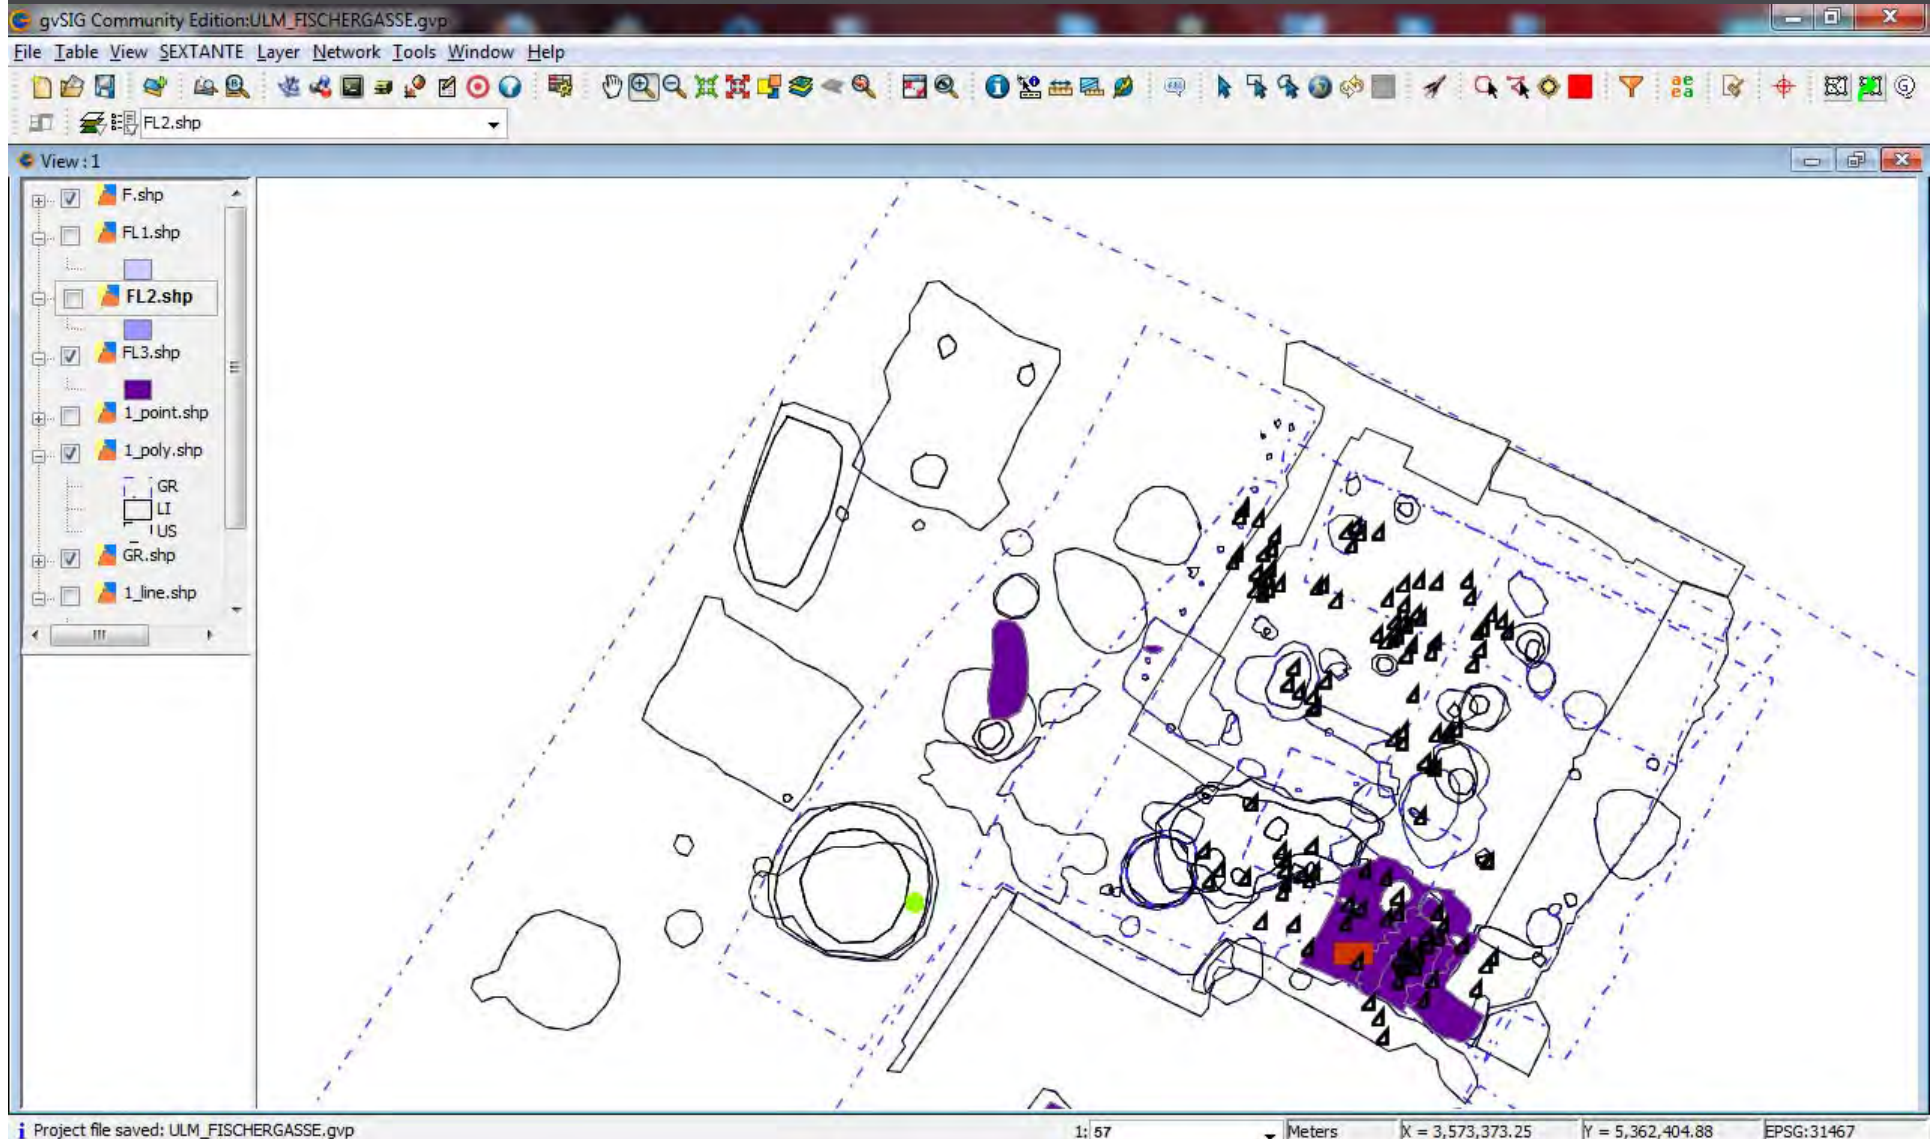 gvSIG Community Edition:ULM_FISCHERGASSE.gvp
File Table View SEXTANTE Layer Network Tools Window Help
FL2.shp
View : 1
F.shp
FL1.shp
FL2.shp
FL3.shp
1_point.shp
1_poly.shp
GR
LI
US
GR.shp
1_line.shp
Project file saved: ULM_FISCHERGASSE.gvp
1: 57
Meters
X = 3,573,373.25
Y = 5,362,404.88
EPSG:31467